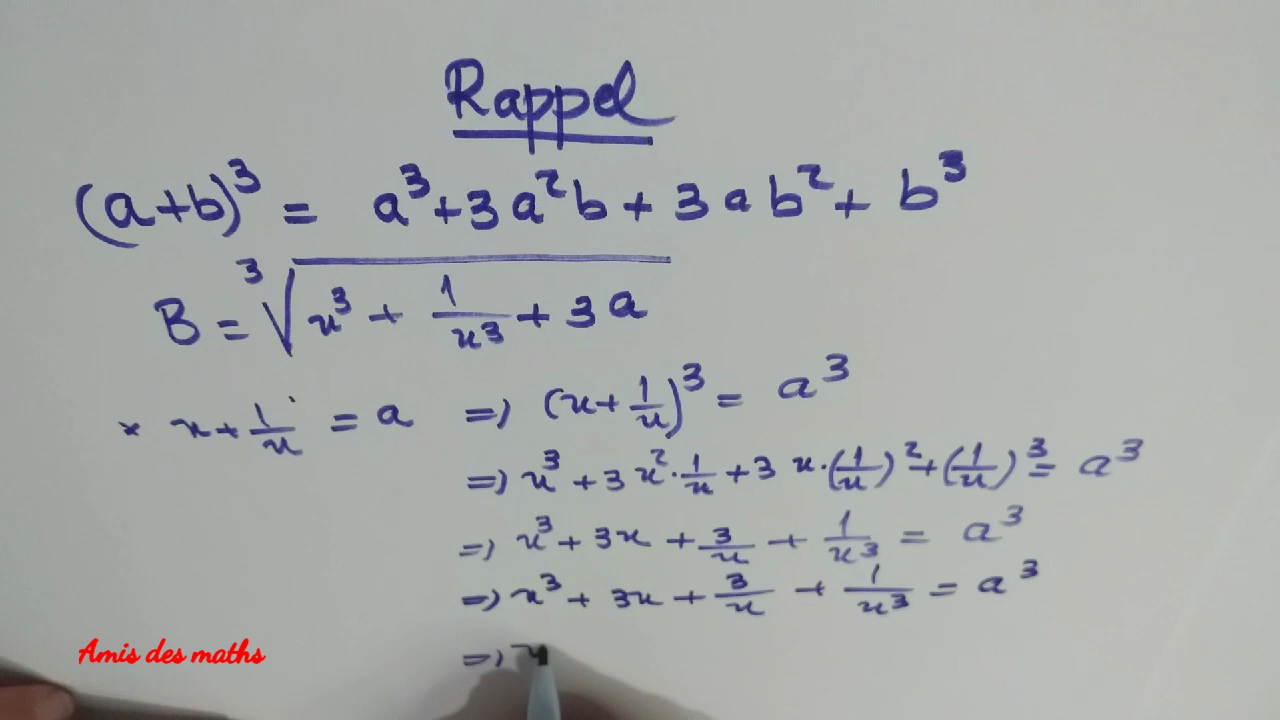 Rappel
(a+b)³ = a³+3a²b+3ab²+b³
B = ∛(x³ + 1/x³ + 3a)
* x+1/x = a ⇒ (x+1/x)³ = a³
⇒ x³+3x²·1/x+3x·(1/x)²+(1/x)³ = a³
⇒ x³+3x+3/x+1/x³ = a³
⇒ x³+3x+3/x+1/x³ = a³
⇒ x
Amis des maths